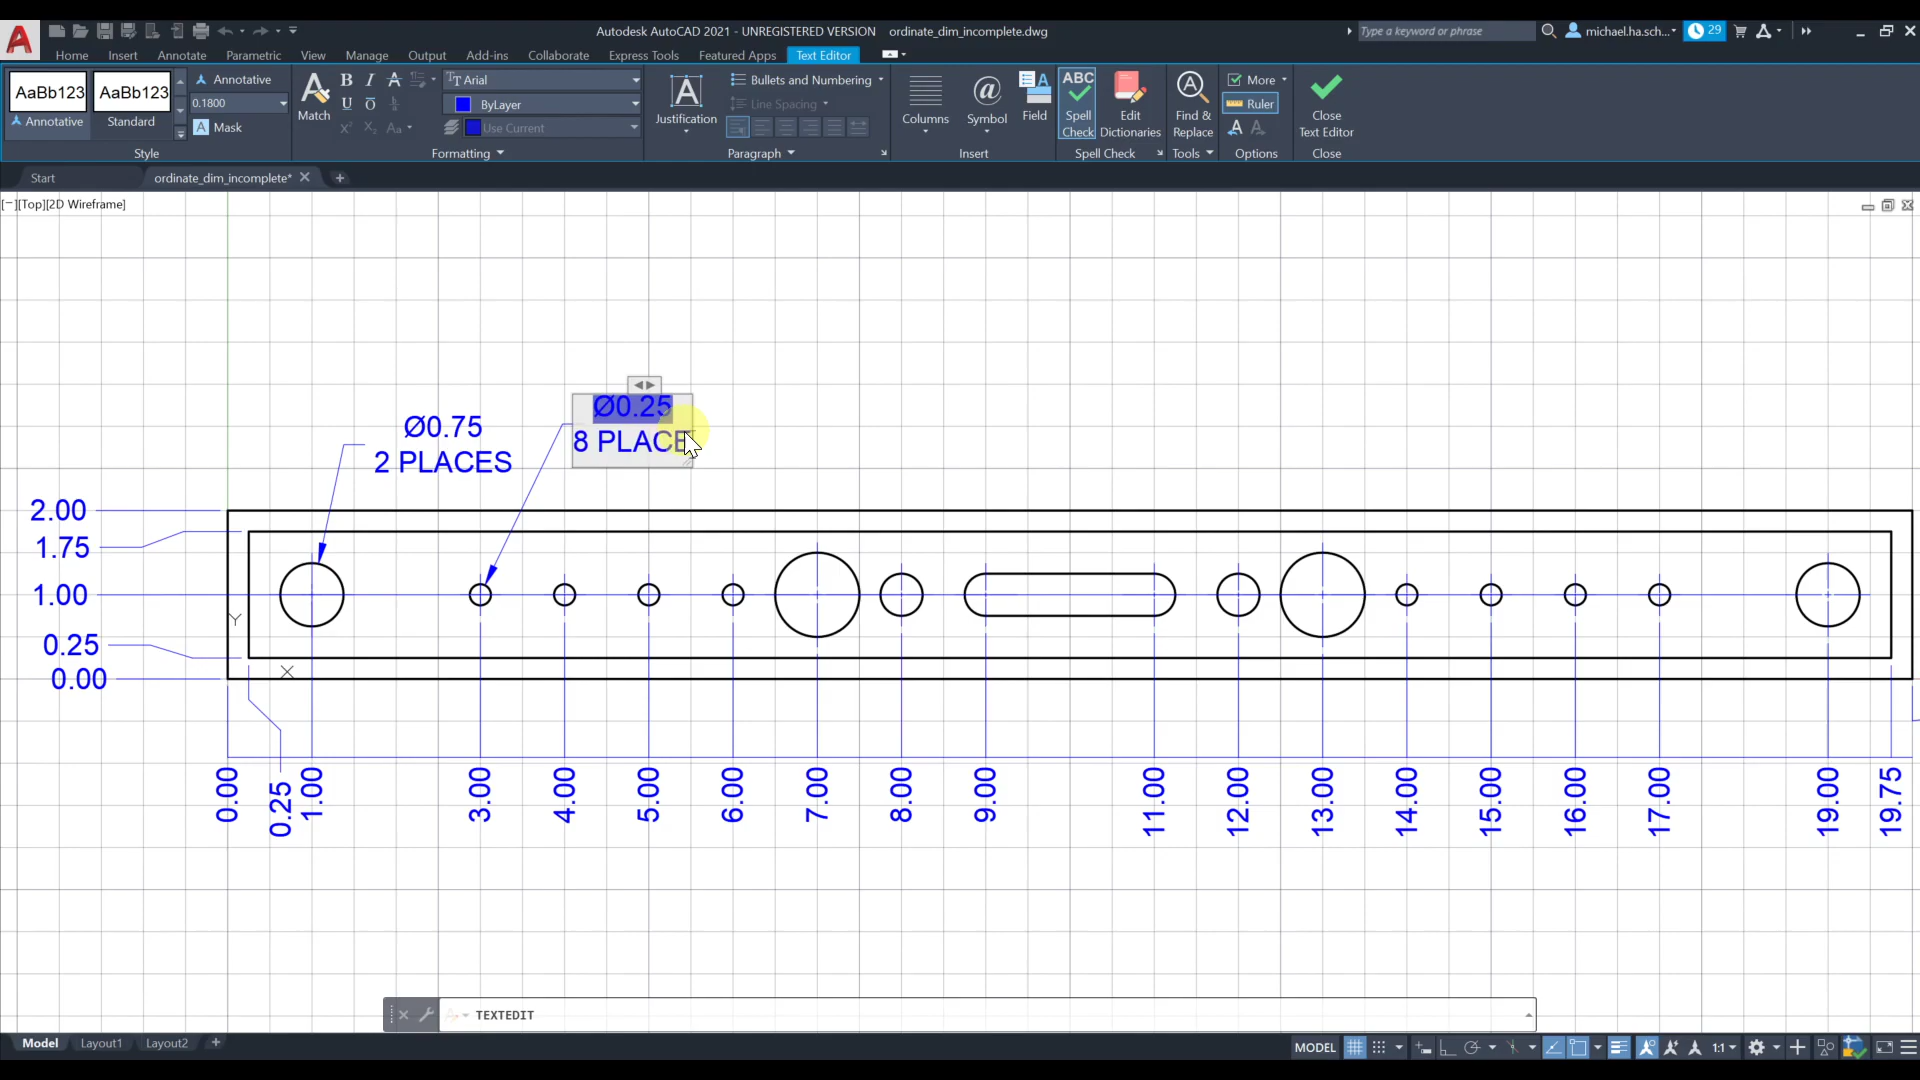 Autodesk AutoCAD 2021 - UNREGISTERED VERSION ordinate_dim_incomplete.dwg
Type a keyword or phrase
michael.ha.sch...
29
Home Insert Annotate Parametric View Manage Output Add-ins Collaborate Express Tools Featured Apps Text Editor
AaBb123 AaBb123 Annotative
Annotative Standard
0.1800
Mask
Style
Match
B I A
U O
X² X₂ Aa
Arial
ByLayer
Use Current
Formatting
A
Justification
Bullets and Numbering
Line Spacing
Paragraph
Columns
@
Symbol
Field
Insert
ABC
Spell
Check
Edit
Dictionaries
Spell Check
Find &
Replace
Tools
More
Ruler
Options
Close
Text Editor
Close
Start
ordinate_dim_incomplete*
[−][Top][2D Wireframe]
Ø0.75
2 PLACES
Ø0.25
8 PLACE
2.00
1.75
1.00
0.25
0.00
Y
X
0.00
0.25
1.00
3.00
4.00
5.00
6.00
7.00
8.00
9.00
11.00
12.00
13.00
14.00
15.00
16.00
17.00
19.00
19.75
TEXTEDIT
Model Layout1 Layout2
MODEL
1:1